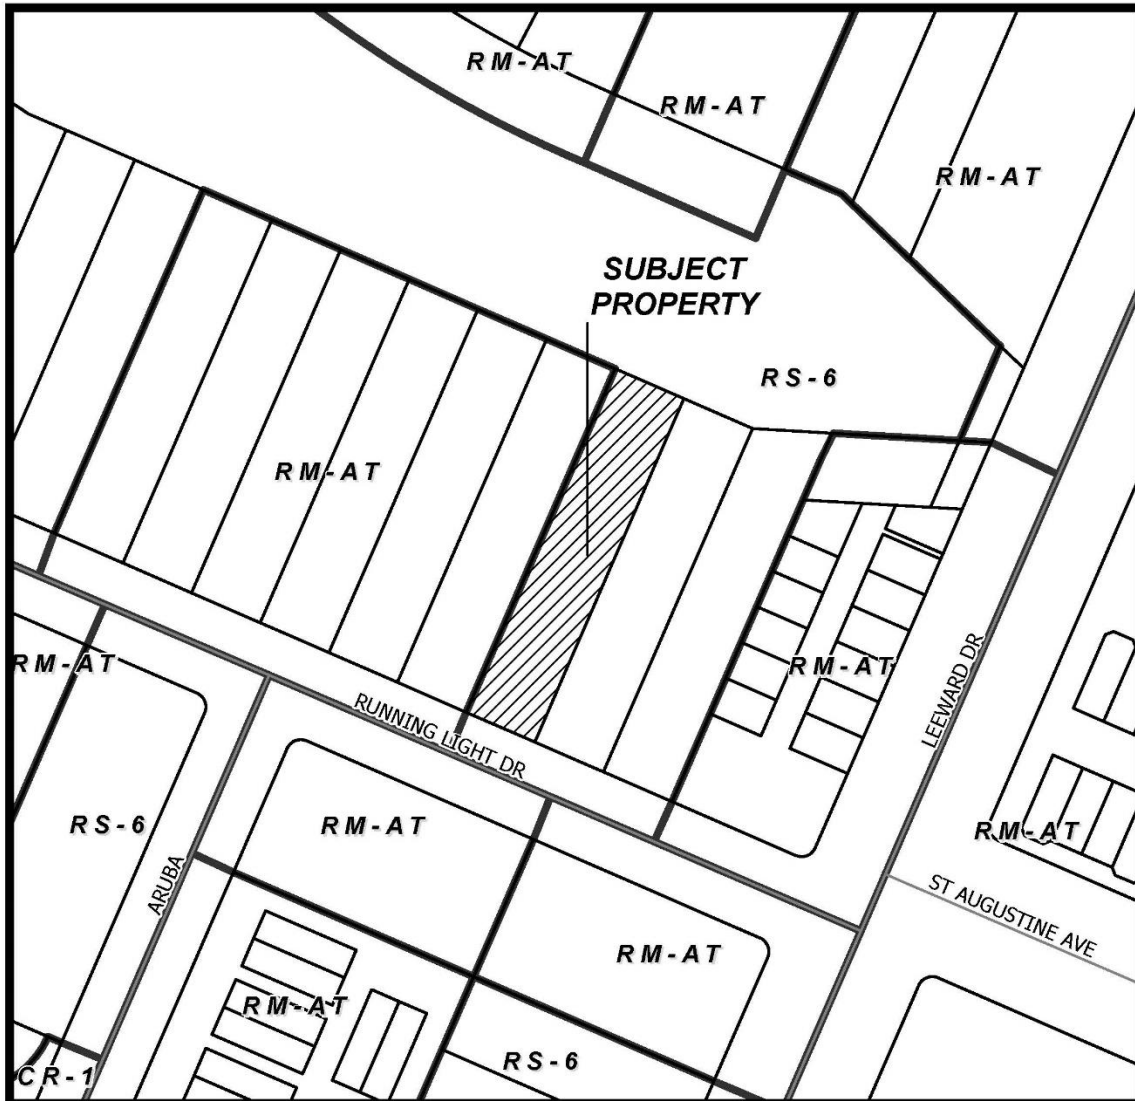 RM-AT
RM-AT
RM-AT
SUBJECT
PROPERTY
RS-6
RM-AT
RM-AT
RM-AT
LEEWARD DR
RUNNING LIGHT DR
RS-6
RM-AT
RM-AT
ARUBA
ST AUGUSTINE AVE
RM-AT
RM-AT
RS-6
CR-1